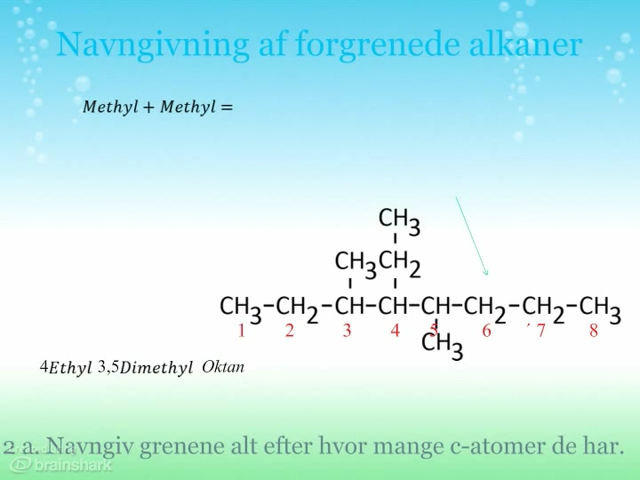 Navngivning af forgrenede alkaner
Methyl + Methyl =
CH3
CH3 CH2
CH3-CH2-CH-CH-CH-CH2-CH2-CH3
1 2 3 4 5 6 ´7 8
CH3
4Ethyl 3,5Dimethyl Oktan
2 a. Navngiv grenene alt efter hvor mange c-atomer de har.
brainshark